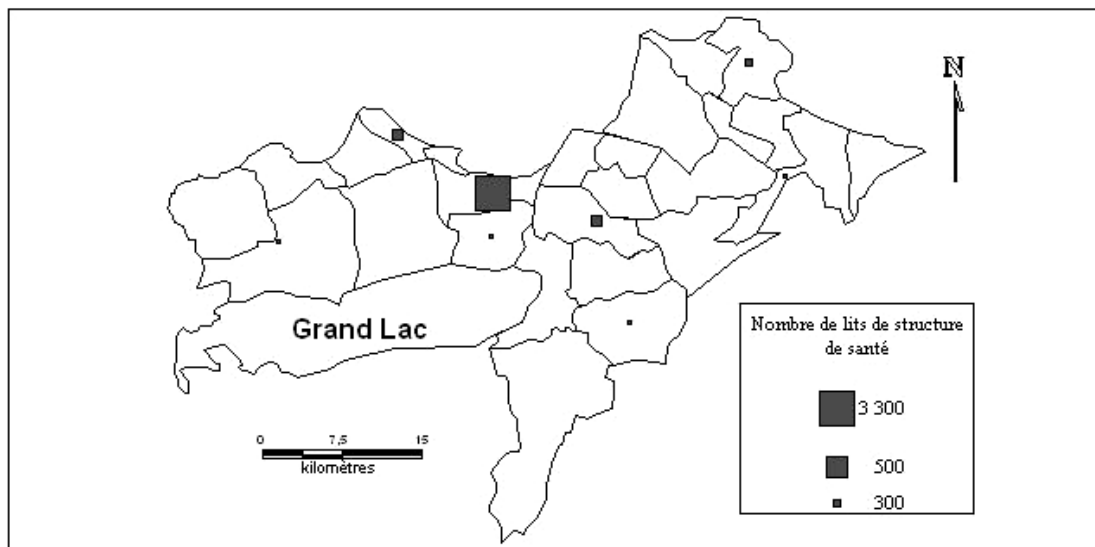 N
Grand Lac
Nombre de lits de structure
de santé
3 300
500
300
0 7,5 15
kilomètres